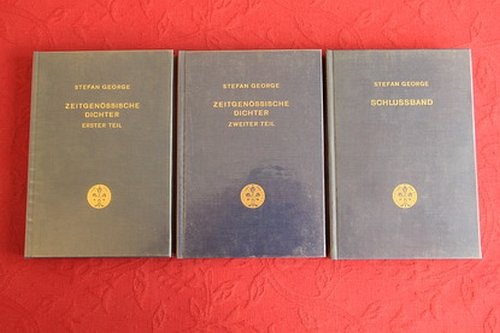 STEFAN GEORGE
ZEITGENÖSSISCHE
DICHTER
ERSTER TEIL
STEFAN GEORGE
ZEITGENÖSSISCHE
DICHTER
ZWEITER TEIL
STEFAN GEORGE
SCHLUSSBAND